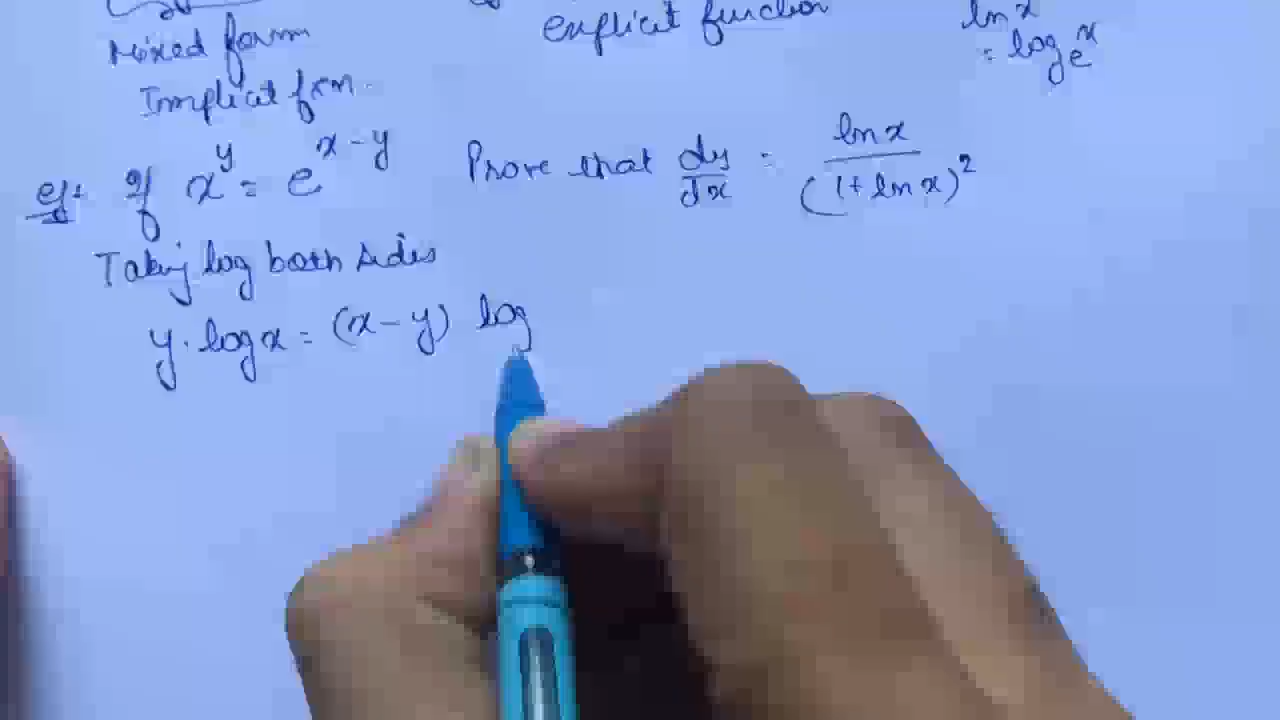 Mixed form
Implicit fxn.
explicit function
ln x
= log_e x
eg: If x^y = e^(x-y) Prove that dy/dx = ln x/(1+ln x)^2
Taking log both sides
y. log x = (x-y) log